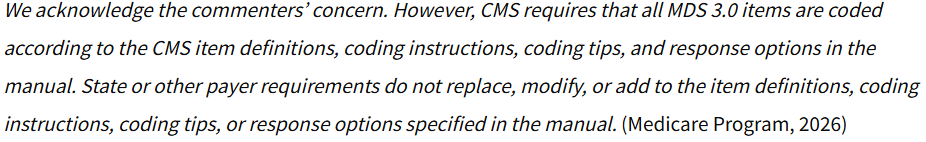 We acknowledge the commenters’ concern. However, CMS requires that all MDS 3.0 items are coded
according to the CMS item definitions, coding instructions, coding tips, and response options in the
manual. State or other payer requirements do not replace, modify, or add to the item definitions, coding
instructions, coding tips, or response options specified in the manual. (Medicare Program, 2026)